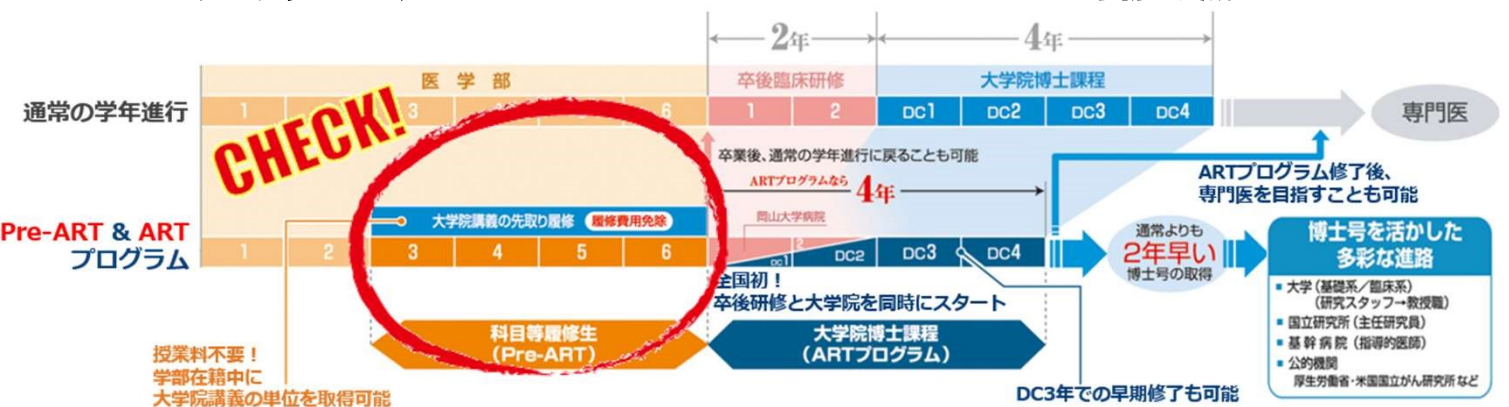 2年
4年
医学部
卒後臨床研修
大学院博士課程
通常の学年進行
1
3
6
1
2
DC1
DC2
DC3
DC4
専門医
CHECK!
卒業後、通常の学年進行に戻ることも可能
ARTプログラムなら 4年
ARTプログラム修了後、
専門医を目指すことも可能
大学院講義の先取り履修 履修費用免除
岡山大学病院
Pre-ART & ART
プログラム
1
2
3
4
5
6
2
DC1
DC2
DC3
DC4
通常よりも
2年早い
博士号の取得
博士号を活かした
多彩な進路
■ 大学(基礎系/臨床系)
(研究スタッフ→教授職)
■ 国立研究所(主任研究員)
■ 基幹病院(指導的医師)
■ 公的機関
厚生労働省・米国国立がん研究所など
全国初!
卒後研修と大学院を同時にスタート
科目等履修生
(Pre-ART)
大学院博士課程
(ARTプログラム)
授業料不要!
学部在籍中に
大学院講義の単位を取得可能
DC3年での早期修了も可能